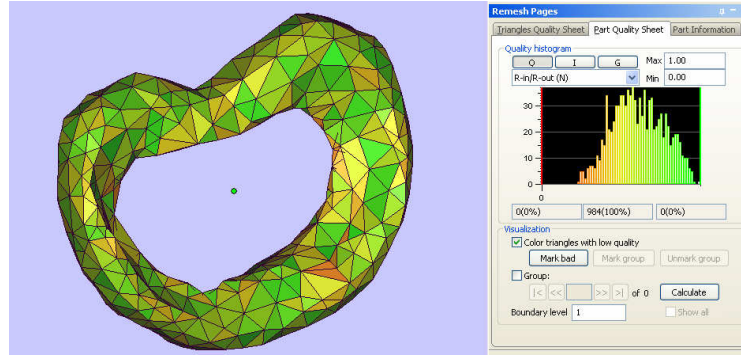 Remesh Pages
Triangles Quality Sheet Part Quality Sheet Part Information
Quality histogram
O I G Max 1.00
R-in/R-out (N) Min 0.00
30
20
10
0
0
0(0%) 984(100%) 0(0%)
Visualization
Color triangles with low quality
Mark bad Mark group Unmark group
Group:
|< << >> >| of 0 Calculate
Boundary level 1 Show all